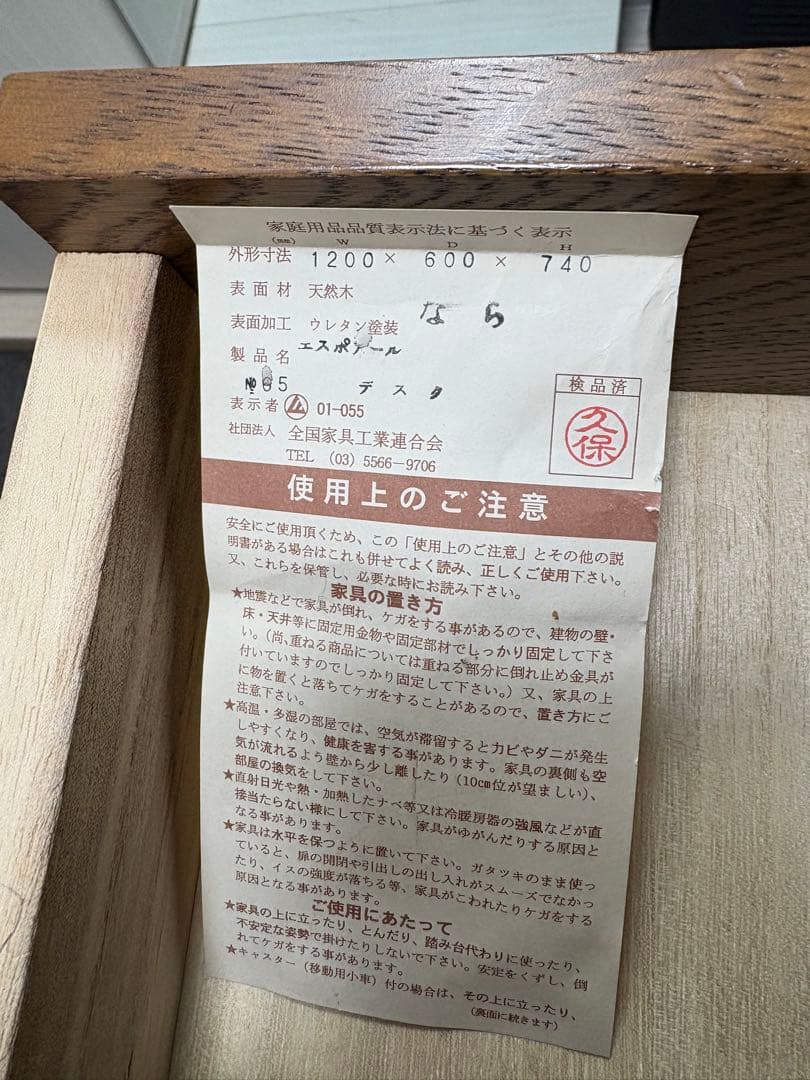 家庭用品品質表示法に基づく表示
(mm) W D H
外形寸法 1200 × 600 × 740
表面材 天然木 なら
表面加工 ウレタン塗装
製品名 エスポアール
デスク
表示者 01-055
社団法人 全国家具工業連合会
TEL (03) 5566-9706
検品済
久保
使用上のご注意
安全にご使用頂くため、この「使用上のご注意」とその他の説
明書がある場合はこれも併せてよく読み、正しくご使用下さい。
又、これらを保管し、必要な時にお読み下さい。
家具の置き方
★地震などで家具が倒れ、ケガをする事があるので、建物の壁・
床・天井等に固定用金物や固定部材でしっかり固定して下さ
い。(尚、重ねる商品については重ねる部分に倒れ止め金具が
付いていますのでしっかり固定して下さい。) 又、家具の上
に物を置くと落ちてケガをすることがあるので、置き方にご
注意下さい。
★高温・多湿の部屋では、空気が滞留するとカビやダニが発生
しやすくなり、健康を害する事があります。家具の裏側も空
気が流れるよう壁から少し離したり (10cm位が望ましい)、
部屋の換気をして下さい。
★直射日光や熱・加熱したナベ等又は冷暖房器の強風などが直
接当たらない様にして下さい。家具がゆがんだりする原因と
なる事があります。
★家具は水平を保つように置いて下さい。ガタツキのまま使っ
ていると、扉の開閉や引出しの出し入れがスムーズでなかっ
たり、イスの強度が落ちる等、家具がこわれたりケガをする
原因となる事があります。
ご使用にあたって
★家具の上に立ったり、とんだり、踏み台代わりに使ったり、
不安定な姿勢で掛けたりしないで下さい。安定をくずし、倒
れてケガをする事があります。
★キャスター (移動用小車) 付の場合は、その上に立ったり、
(裏面に続きます)